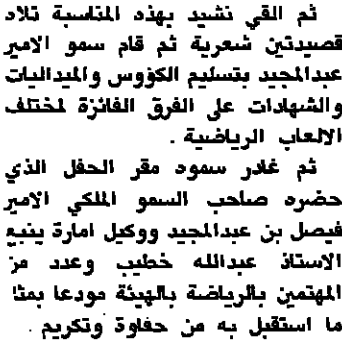 ثم القي نشيد بهذه المناسبة تلاه
قصيدتين شعرية ثم قام سمو الامير
عبدالمجيد بتسليم الكؤوس والميداليات
والشهادات على الفرق الفائزة لمختلف
الالعاب الرياضية .
ثم غادر سموه مقر الحفل الذي
حضره صاحب السمو الملكي الامير
فيصل بن عبدالمجيد ووكيل امارة ينبع
الاستاذ عبدالله خطيب وعدد من
المهتمين بالرياضة بالهيئة مودعا بمثل
ما استقبل به من حفاوة وتكريم .